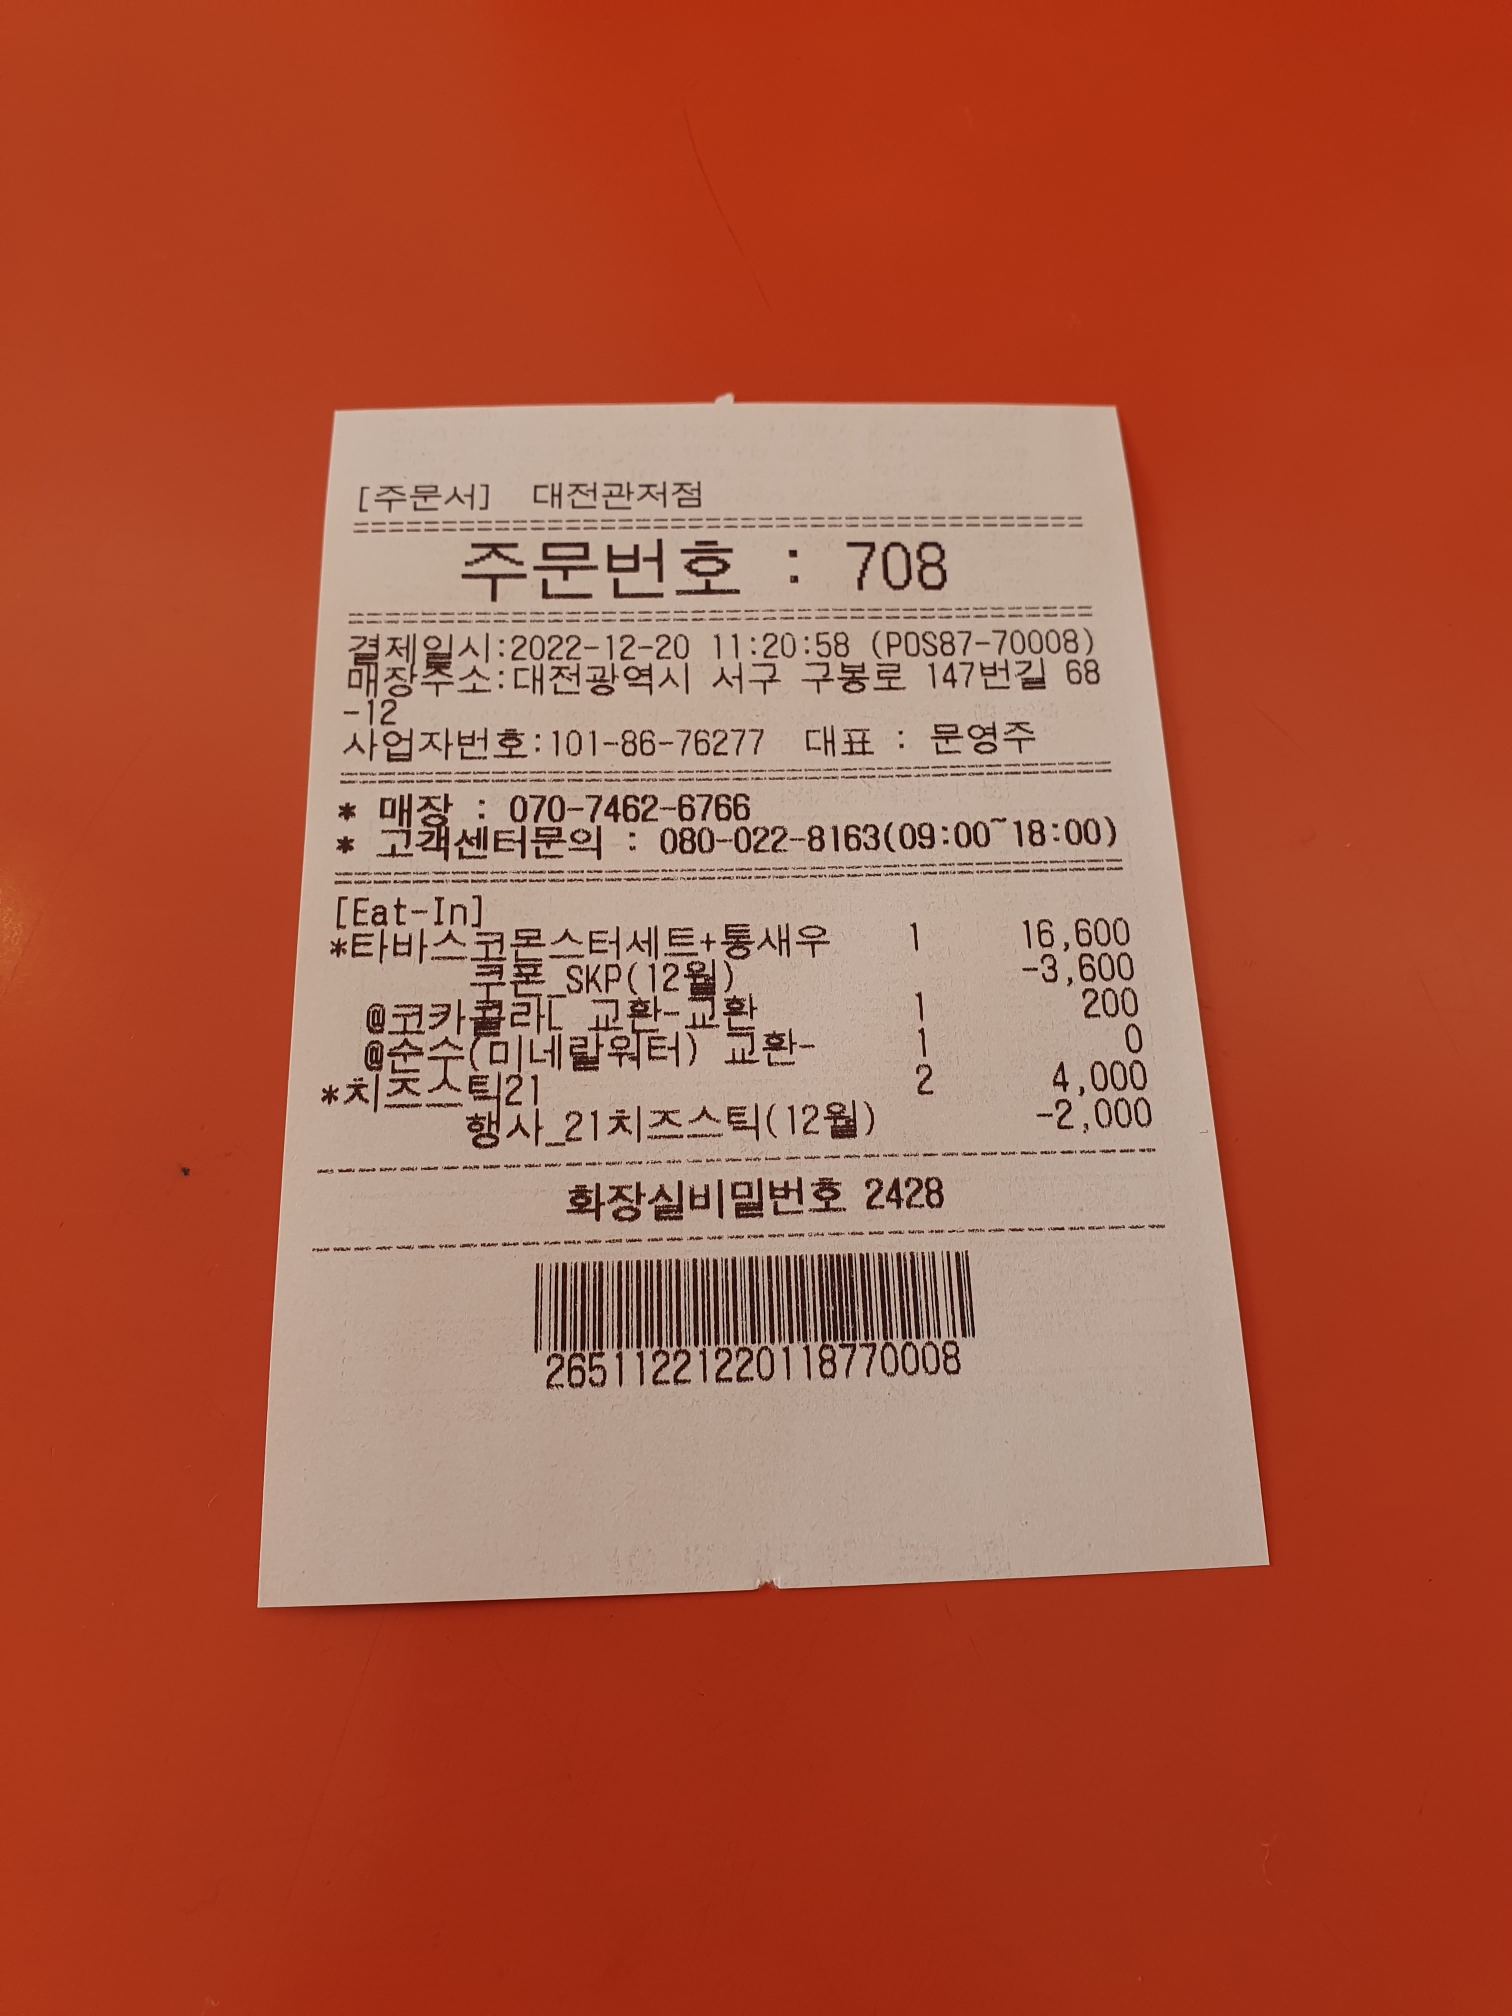 [주문서] 대전관저점
주문번호 : 708
결제일시:2022-12-20 11:20:58 (POS87-70008)
매장주소:대전광역시 서구 구봉로 147번길 68
-12
사업자번호:101-86-76277 대표 : 문영주
* 매장 : 070-7462-6766
* 고객센터문의 : 080-022-8163(09:00~18:00)
[Eat-In]
*타바스코몬스터세트+통새우 1 16,600
쿠폰_SKP(12월) -3,600
@코카콜라L 교환-교환 1 200
@순수(미네랄워터) 교환- 1 0
*치즈스틱21 2 4,000
행사_21치즈스틱(12월) -2,000
화장실비밀번호 2428
265112212201187​70008